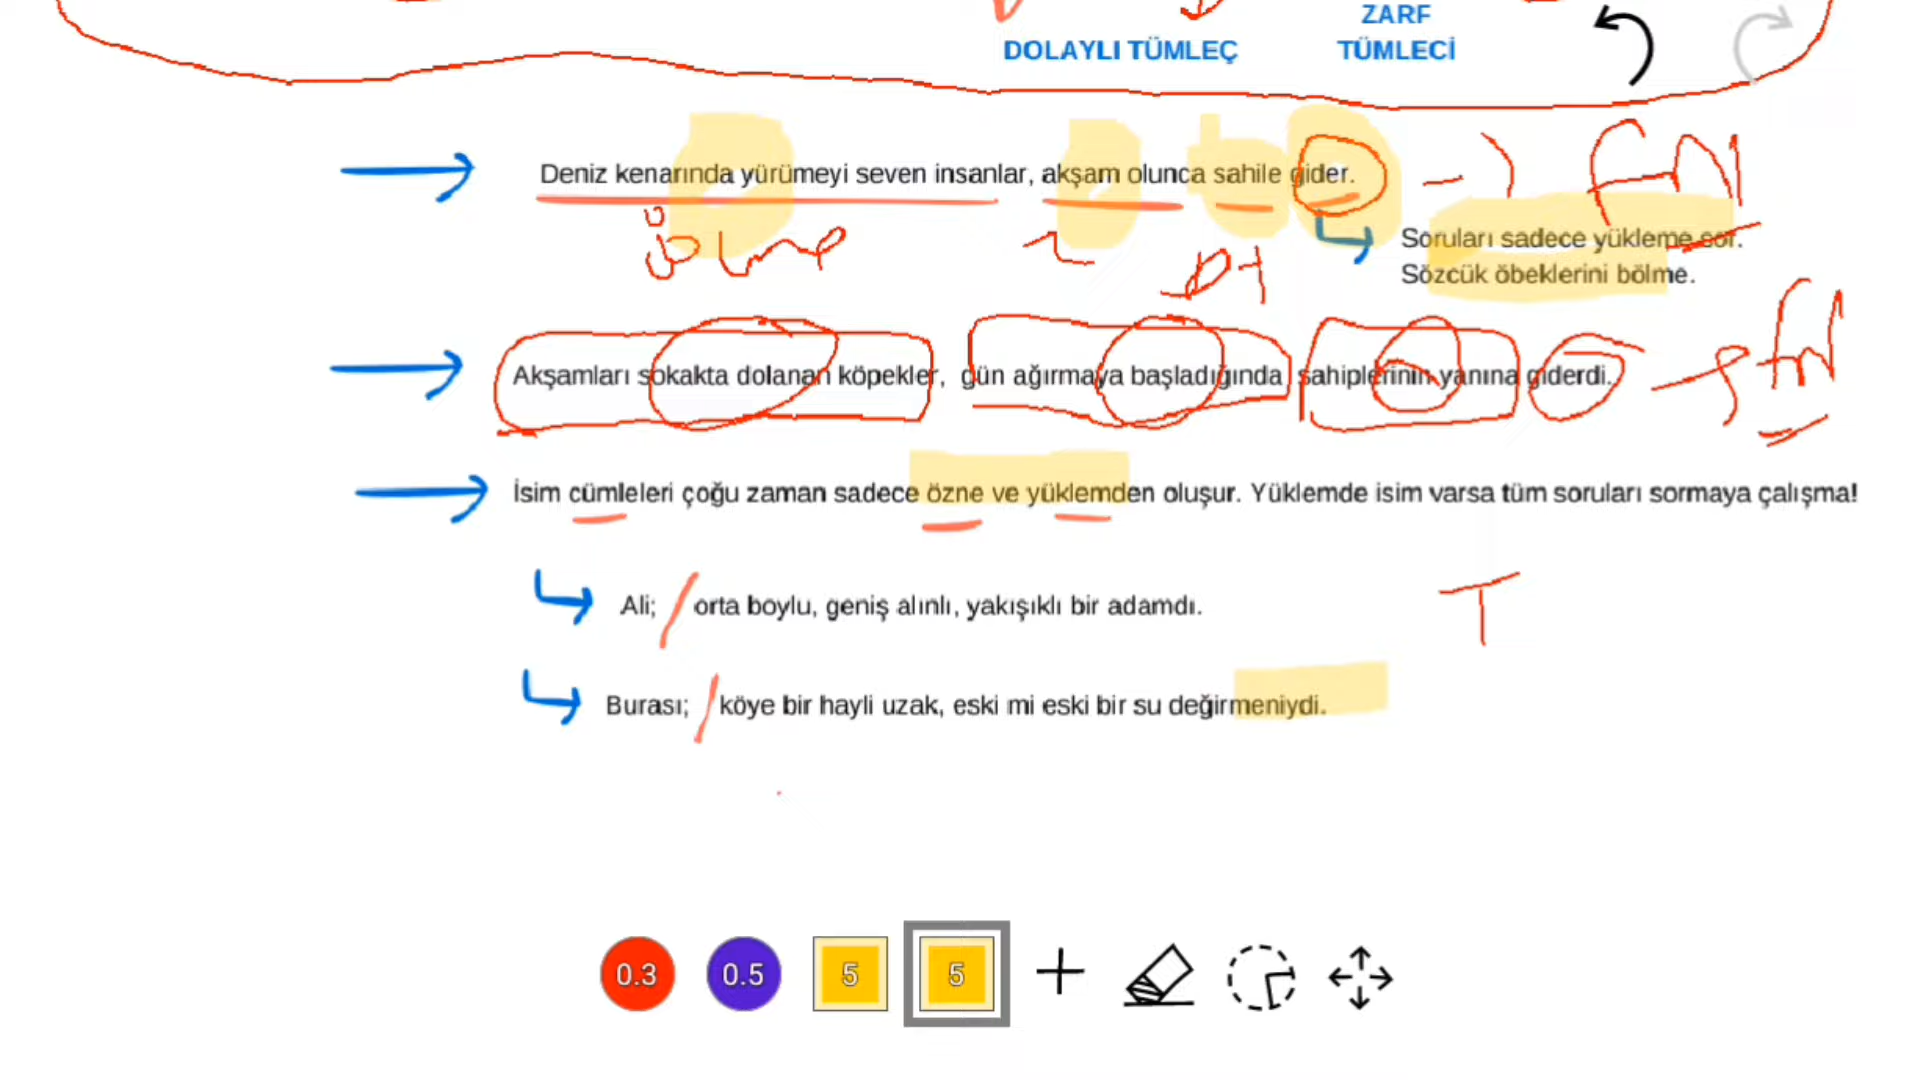 ZARF
DOLAYLI TÜMLEÇ TÜMLECİ
Deniz kenarında yürümeyi seven insanlar, akşam olunca sahile gider.
Soruları sadece yükleme sor.
Sözcük öbeklerini bölme.
Akşamları sokakta dolanan köpekler, gün ağırmaya başladığında sahiplerinin yanına giderdi.
İsim cümleleri çoğu zaman sadece özne ve yüklemden oluşur. Yüklemde isim varsa tüm soruları sormaya çalışma!
Ali; orta boylu, geniş alınlı, yakışıklı bir adamdı.
Burası; köye bir hayli uzak, eski mi eski bir su değirmeniydi.
0.3 0.5 5 5